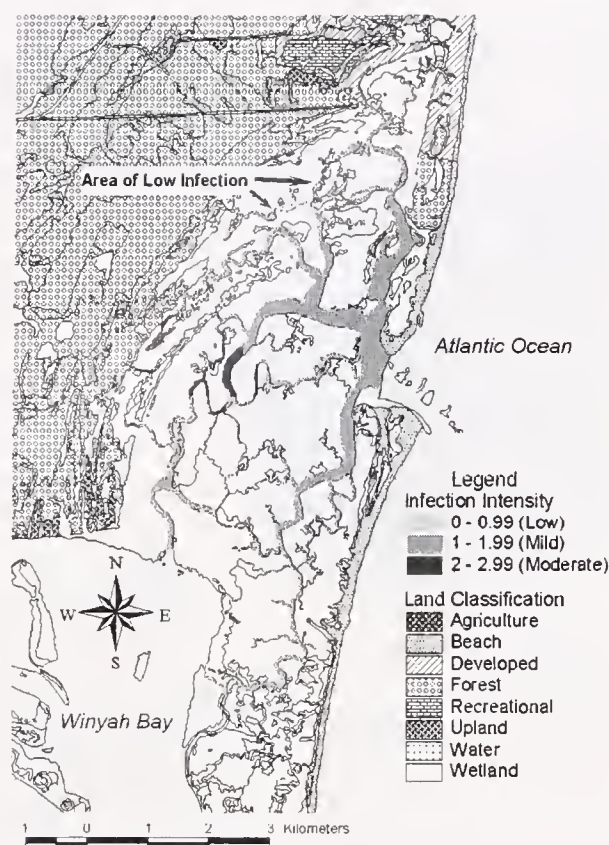 Area of Low Infection
Atlantic Ocean
Legend
Infection Intensity
0 - 0.99 (Low)
1 - 1.99 (Mild)
2 - 2.99 (Moderate)
Land Classification
Agriculture
Beach
Developed
Forest
Recreational
Upland
Water
Wetland
N
W E
S
Winyah Bay
1 0 1 2 3 Kilometers